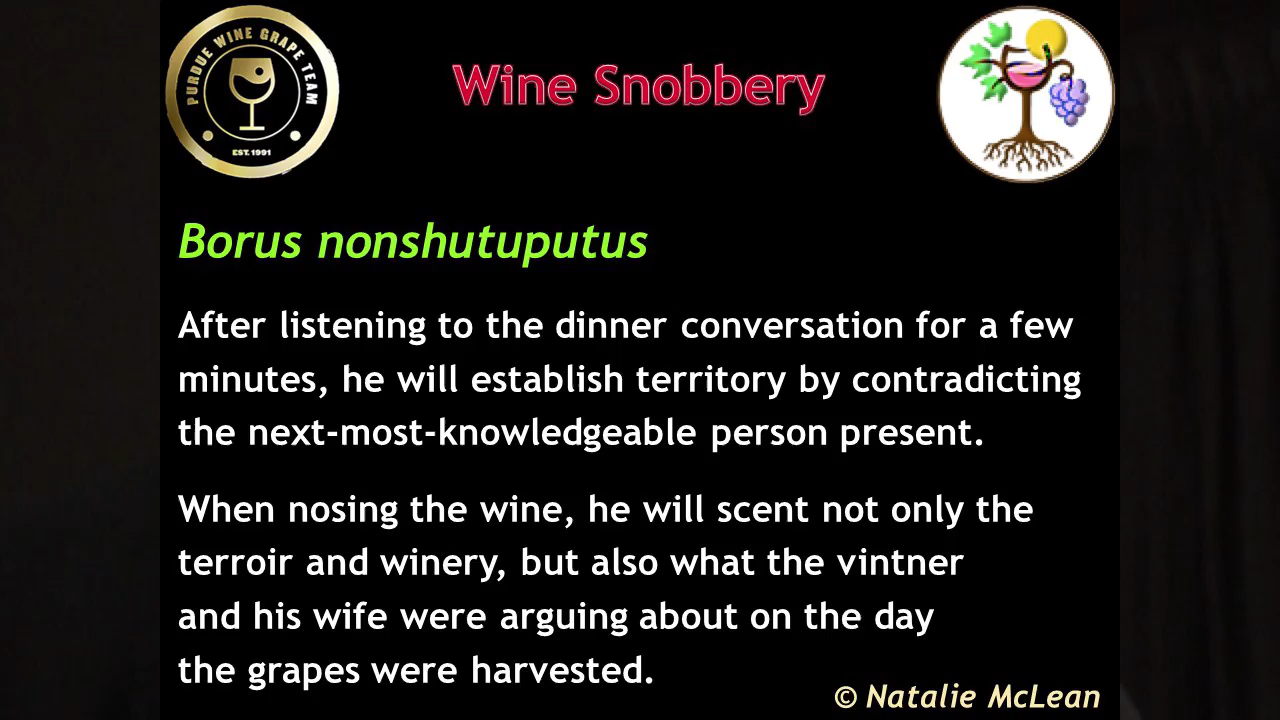 PURDUE WINE GRAPE TEAM
EST. 1991
Wine Snobbery
Borus nonshutuputus
After listening to the dinner conversation for a few
minutes, he will establish territory by contradicting
the next-most-knowledgeable person present.
When nosing the wine, he will scent not only the
terroir and winery, but also what the vintner
and his wife were arguing about on the day
the grapes were harvested.
© Natalie McLean